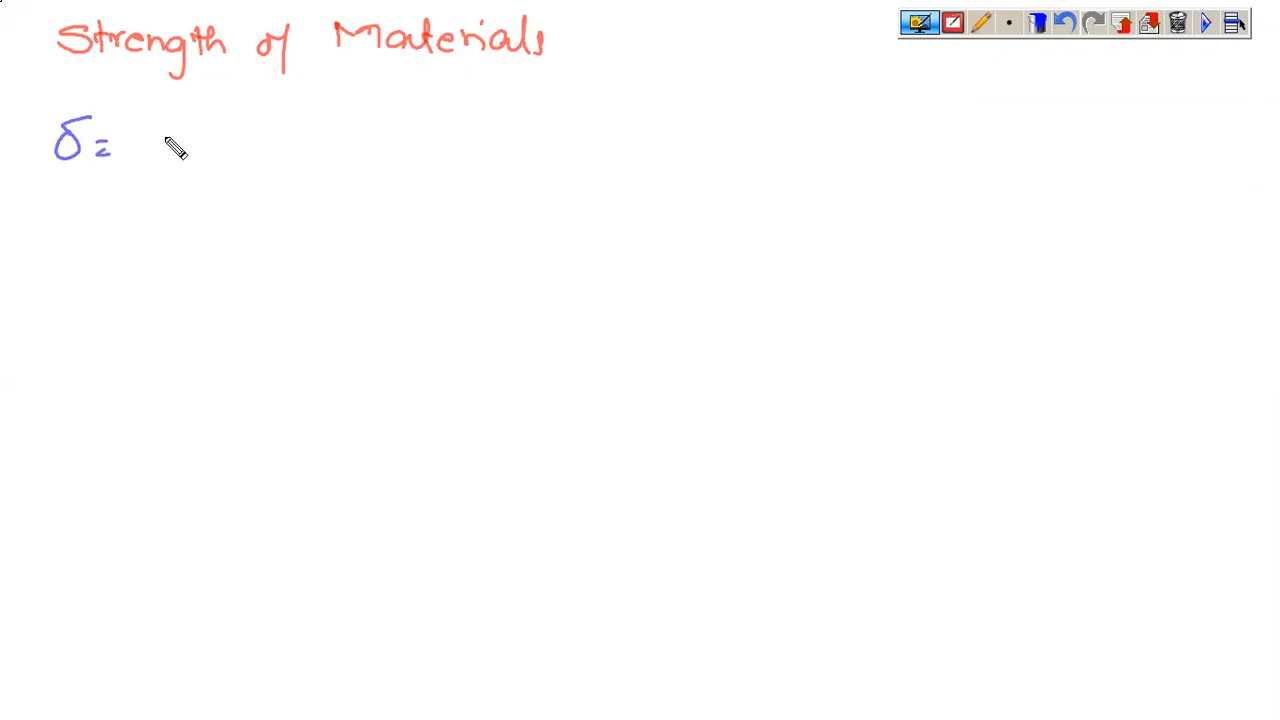 Strength of Materials
δ =